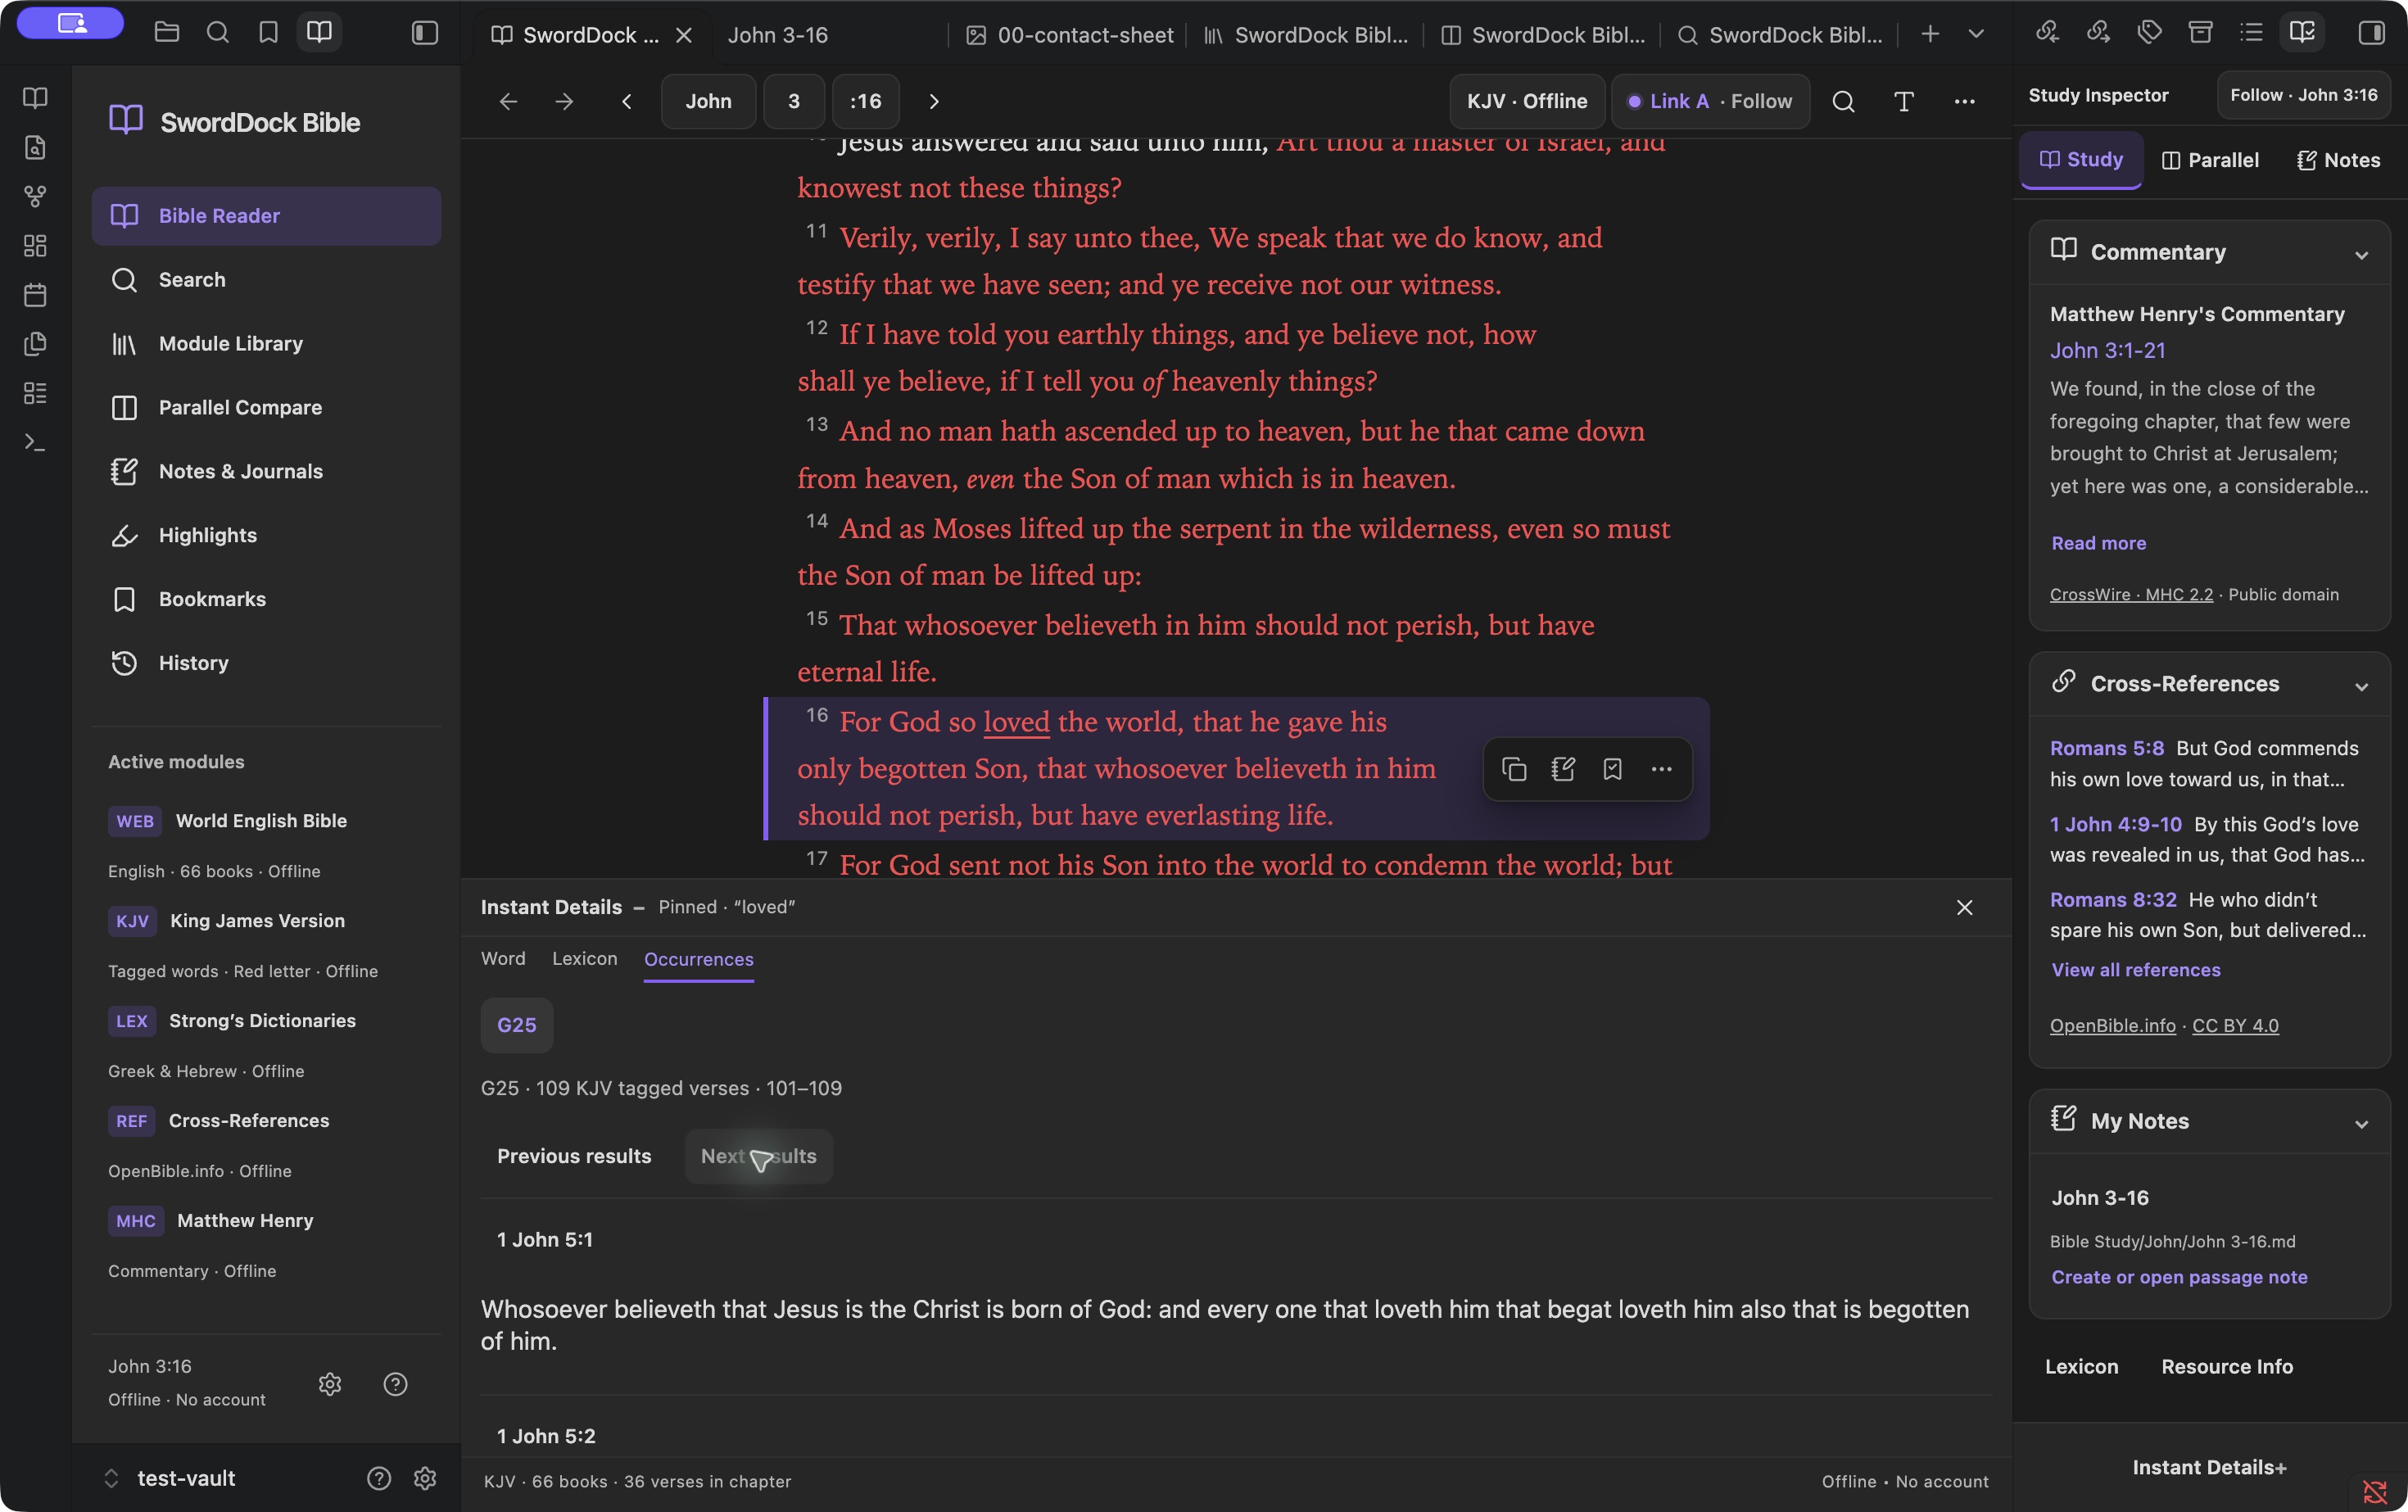 SwordDock ...
John 3-16
00-contact-sheet
SwordDock Bibl...
SwordDock Bibl...
SwordDock Bibl...
SwordDock Bible
Bible Reader
Search
Module Library
Parallel Compare
Notes & Journals
Highlights
Bookmarks
History
Active modules
WEB World English Bible
English · 66 books · Offline
KJV King James Version
Tagged words · Red letter · Offline
LEX Strong’s Dictionaries
Greek & Hebrew · Offline
REF Cross-References
OpenBible.info · Offline
MHC Matthew Henry
Commentary · Offline
John 3:16
Offline · No account
test-vault
John 3 :16
KJV · Offline
Link A · Follow
Jesus answered and said unto him, Art thou a master of Israel, and
knowest not these things?
11 Verily, verily, I say unto thee, We speak that we do know, and
testify that we have seen; and ye receive not our witness.
12 If I have told you earthly things, and ye believe not, how
shall ye believe, if I tell you of heavenly things?
13 And no man hath ascended up to heaven, but he that came down
from heaven, even the Son of man which is in heaven.
14 And as Moses lifted up the serpent in the wilderness, even so must
the Son of man be lifted up:
15 That whosoever believeth in him should not perish, but have
eternal life.
16 For God so loved the world, that he gave his
only begotten Son, that whosoever believeth in him
should not perish, but have everlasting life.
17 For God sent not his Son into the world to condemn the world; but
Instant Details – Pinned · “loved”
Word Lexicon Occurrences
G25
G25 · 109 KJV tagged verses · 101–109
Previous results Next results
1 John 5:1
Whosoever believeth that Jesus is the Christ is born of God: and every one that loveth him that begat loveth him also that is begotten
of him.
1 John 5:2
KJV · 66 books · 36 verses in chapter
Offline • No account
Study Inspector
Follow · John 3:16
Study Parallel Notes
Commentary
Matthew Henry's Commentary
John 3:1-21
We found, in the close of the
foregoing chapter, that few were
brought to Christ at Jerusalem;
yet here was one, a considerable...
Read more
CrossWire · MHC 2.2 · Public domain
Cross-References
Romans 5:8 But God commends
his own love toward us, in that...
1 John 4:9-10 By this God’s love
was revealed in us, that God has...
Romans 8:32 He who didn’t
spare his own Son, but delivered...
View all references
OpenBible.info · CC BY 4.0
My Notes
John 3-16
Bible Study/John/John 3-16.md
Create or open passage note
Lexicon Resource Info
Instant Details+